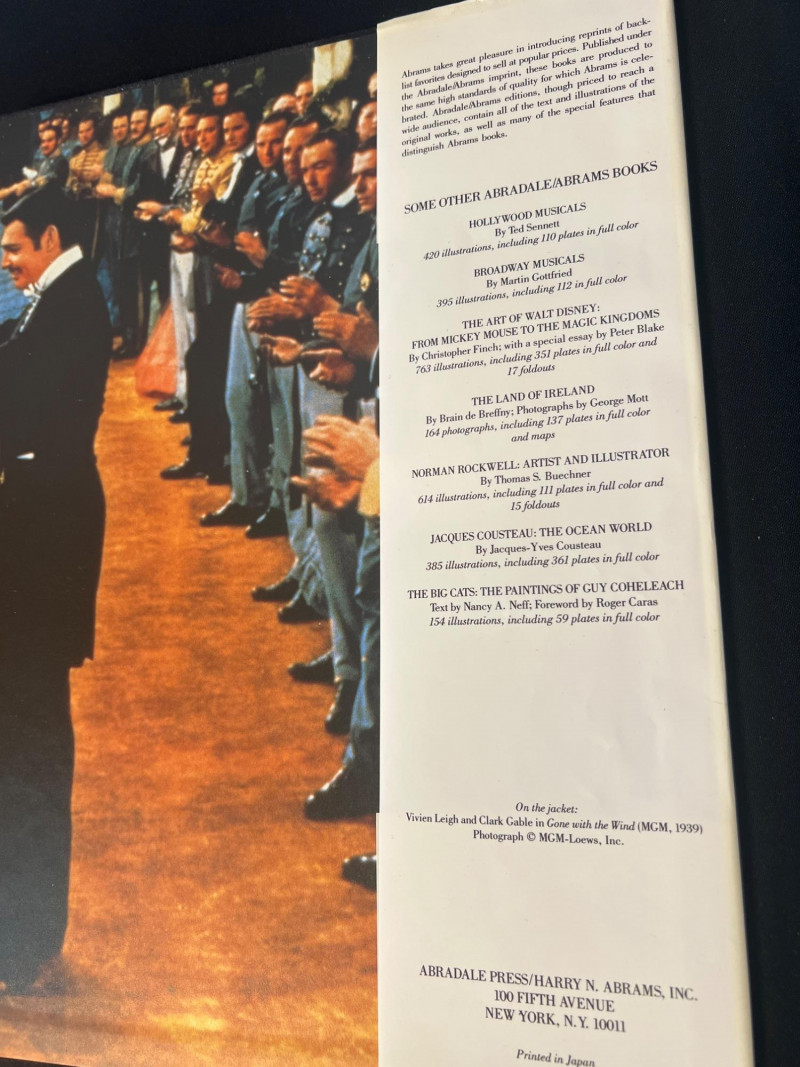 Abrams takes great pleasure in introducing reprints of back-
list favorites designed to sell at popular prices. Published under
the Abradale/Abrams imprint, these books are produced to
the same high standards of quality for which Abrams is cele-
brated. Abradale/Abrams editions, though priced to reach a
wide audience, contain all of the text and illustrations of the
original works, as well as many of the special features that
distinguish Abrams books.
SOME OTHER ABRADALE/ABRAMS BOOKS
HOLLYWOOD MUSICALS
By Ted Sennett
420 illustrations, including 110 plates in full color
BROADWAY MUSICALS
By Martin Gottfried
395 illustrations, including 112 in full color
THE ART OF WALT DISNEY:
FROM MICKEY MOUSE TO THE MAGIC KINGDOMS
By Christopher Finch; with a special essay by Peter Blake
763 illustrations, including 351 plates in full color and
17 foldouts
THE LAND OF IRELAND
By Brain de Breffny; Photographs by George Mott
164 photographs, including 137 plates in full color
and maps
NORMAN ROCKWELL: ARTIST AND ILLUSTRATOR
By Thomas S. Buechner
614 illustrations, including 111 plates in full color and
15 foldouts
JACQUES COUSTEAU: THE OCEAN WORLD
By Jacques-Yves Cousteau
385 illustrations, including 361 plates in full color
THE BIG CATS: THE PAINTINGS OF GUY COHELEACH
Text by Nancy A. Neff; Foreword by Roger Caras
154 illustrations, including 59 plates in full color
On the jacket:
Vivien Leigh and Clark Gable in Gone with the Wind (MGM, 1939)
Photograph © MGM-Loews, Inc.
ABRADALE PRESS/HARRY N. ABRAMS, INC.
100 FIFTH AVENUE
NEW YORK, N.Y. 10011
Printed in Japan